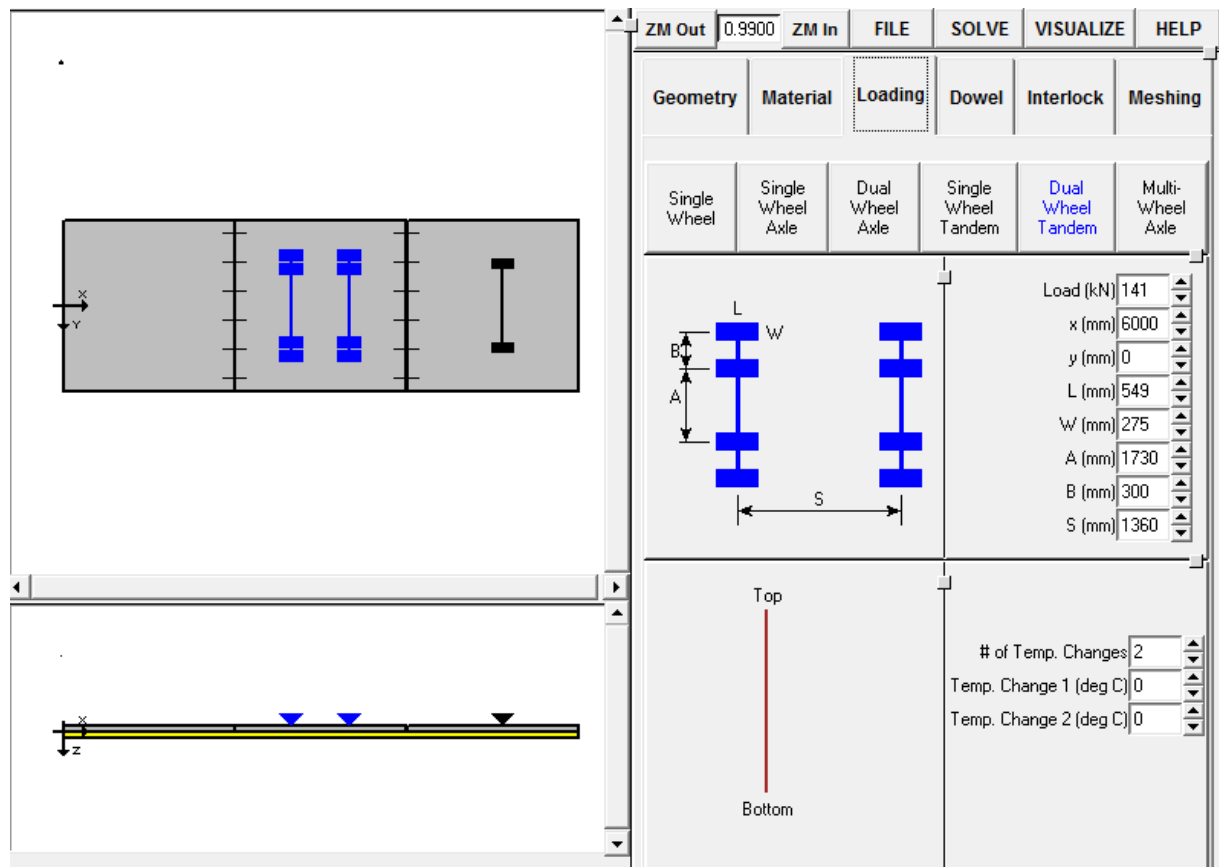 ZM Out 0.9900 ZM In FILE SOLVE VISUALIZE HELP
Geometry Material Loading Dowel Interlock Meshing
Single Wheel
Single Wheel Axle
Dual Wheel Axle
Single Wheel Tandem
Dual Wheel Tandem
Multi-Wheel Axle
X
Y
L
W
B
A
S
Load (kN) 141
x (mm) 6000
y (mm) 0
L (mm) 549
W (mm) 275
A (mm) 1730
B (mm) 300
S (mm) 1360
X
Z
Top
Bottom
# of Temp. Changes 2
Temp. Change 1 (deg C) 0
Temp. Change 2 (deg C) 0